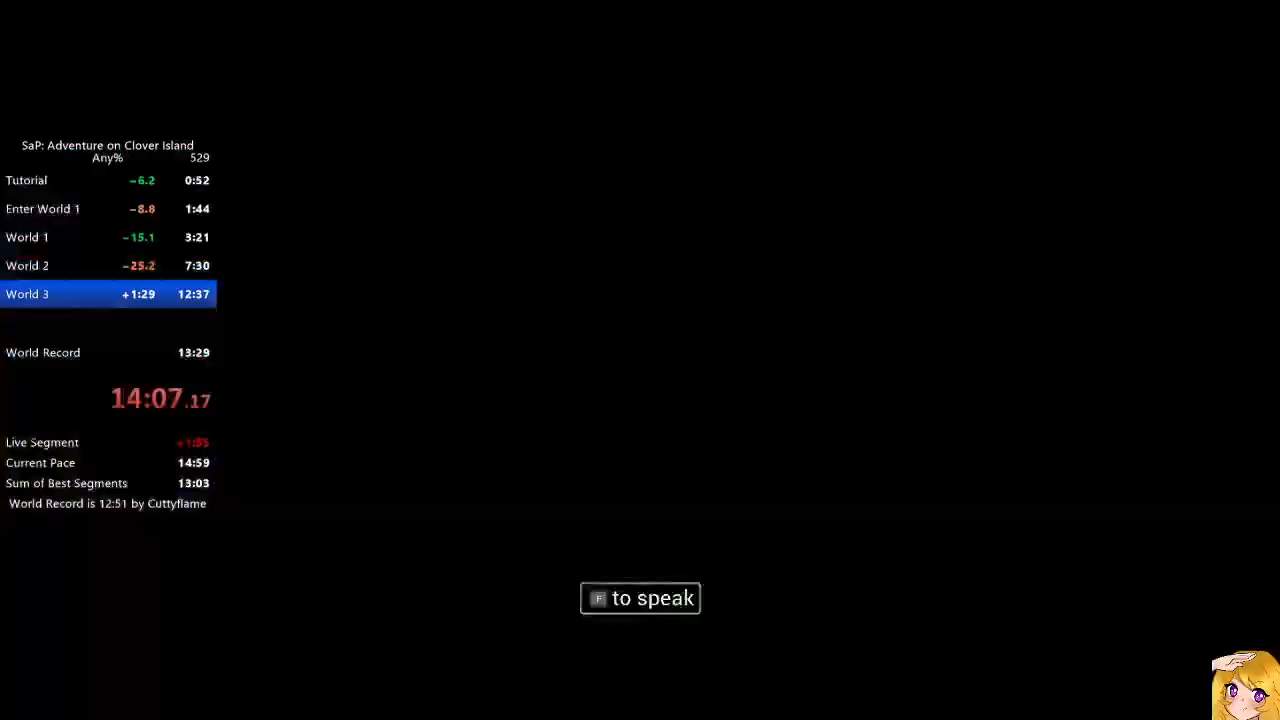 SaP: Adventure on Clover Island
Any% 529
Tutorial -6.2 0:52
Enter World 1 -8.8 1:44
World 1 -15.1 3:21
World 2 -25.2 7:30
World 3 +1:29 12:37
World Record 13:29
14:07.17
Live Segment +1:55
Current Pace 14:59
Sum of Best Segments 13:03
World Record is 12:51 by Cuttyflame
F to speak